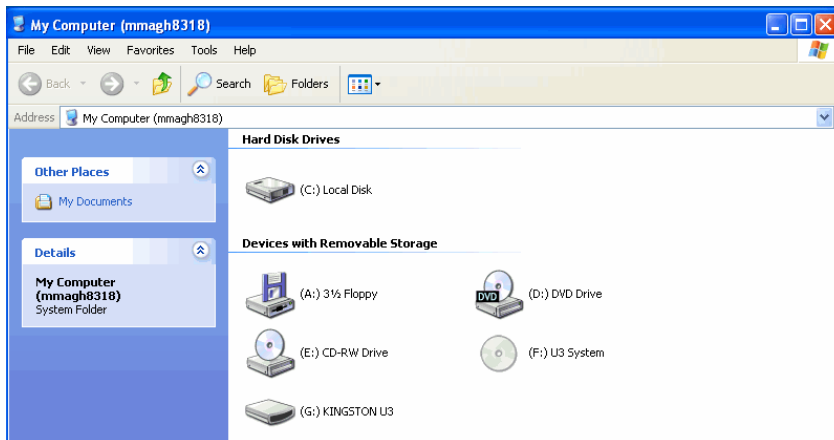 My Computer (mmagh8318)
File Edit View Favorites Tools Help
Back Search Folders
Address My Computer (mmagh8318)
Other Places
My Documents
Details
My Computer
(mmagh8318)
System Folder
Hard Disk Drives
(C:) Local Disk
Devices with Removable Storage
(A:) 3½ Floppy
DVD (D:) DVD Drive
(E:) CD-RW Drive
(F:) U3 System
(G:) KINGSTON U3